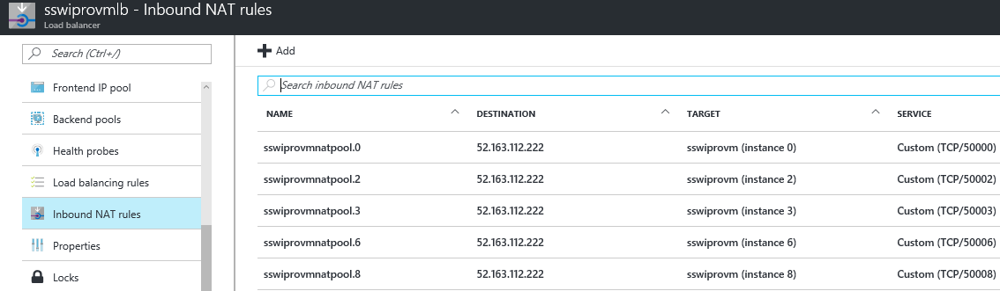 sswiprovmlb - Inbound NAT rules
Load balancer
Search (Ctrl+/)
Frontend IP pool
Backend pools
Health probes
Load balancing rules
Inbound NAT rules
Properties
Locks
Add
Search inbound NAT rules
NAME DESTINATION TARGET SERVICE
sswiprovmnatpool.0 52.163.112.222 sswiprovm (instance 0) Custom (TCP/50000)
sswiprovmnatpool.2 52.163.112.222 sswiprovm (instance 2) Custom (TCP/50002)
sswiprovmnatpool.3 52.163.112.222 sswiprovm (instance 3) Custom (TCP/50003)
sswiprovmnatpool.6 52.163.112.222 sswiprovm (instance 6) Custom (TCP/50006)
sswiprovmnatpool.8 52.163.112.222 sswiprovm (instance 8) Custom (TCP/50008)